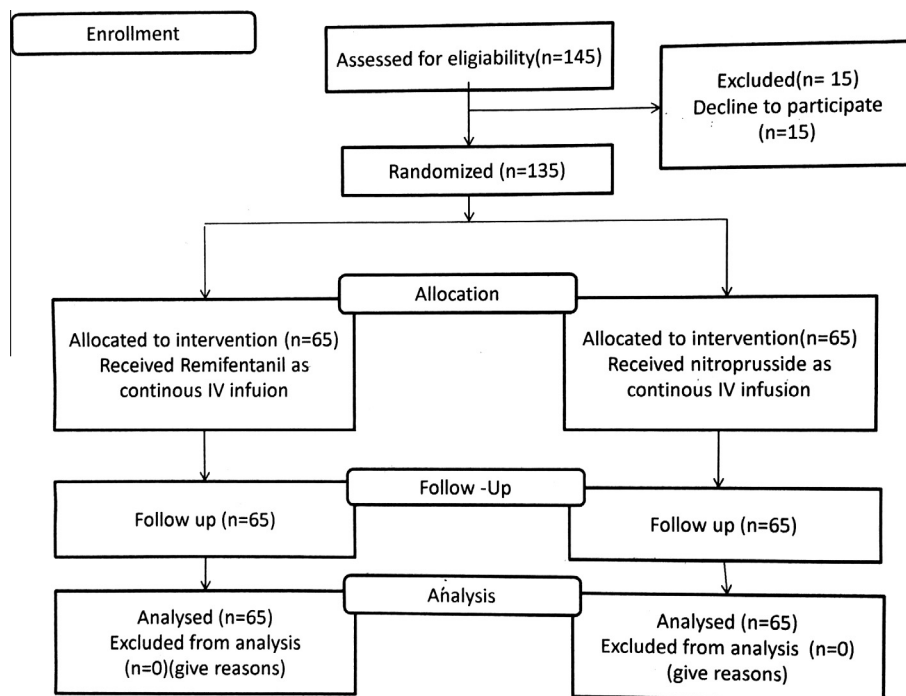 Enrollment
Assessed for eligiability(n=145)
Excluded(n= 15)
Decline to participate
(n=15)
Randomized (n=135)
Allocation
Allocated to intervention (n=65)
Received Remifentanil as
continous IV infuion
Allocated to intervention(n=65)
Received nitroprusside as
continous IV infusion
Follow -Up
Follow up (n=65)
Follow up (n=65)
Analysis
Analysed (n=65)
Excluded from analysis
(n=0)(give reasons)
Analysed (n=65)
Excluded from analysis (n=0)
(give reasons)